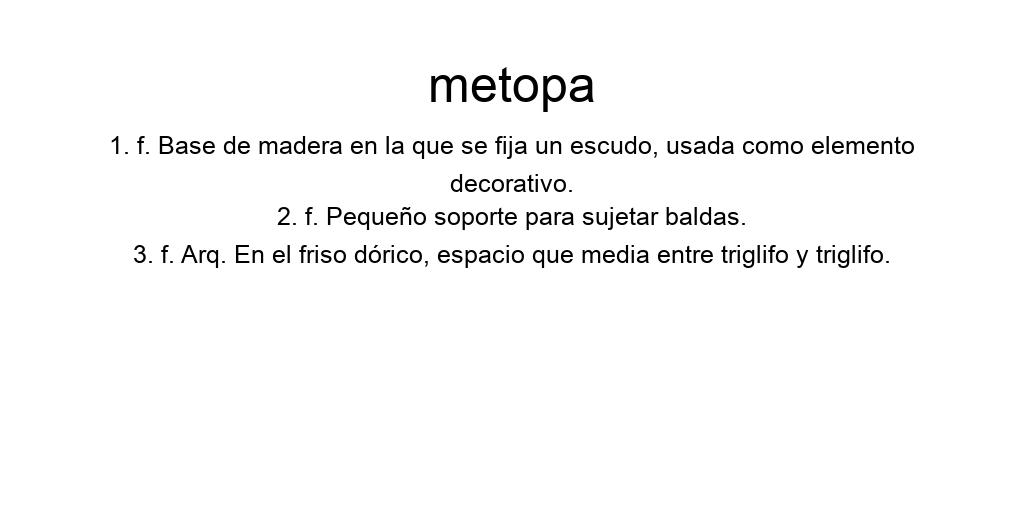 metopa
1. f. Base de madera en la que se fija un escudo, usada como elemento
decorativo.
2. f. Pequeño soporte para sujetar baldas.
3. f. Arq. En el friso dórico, espacio que media entre triglifo y triglifo.